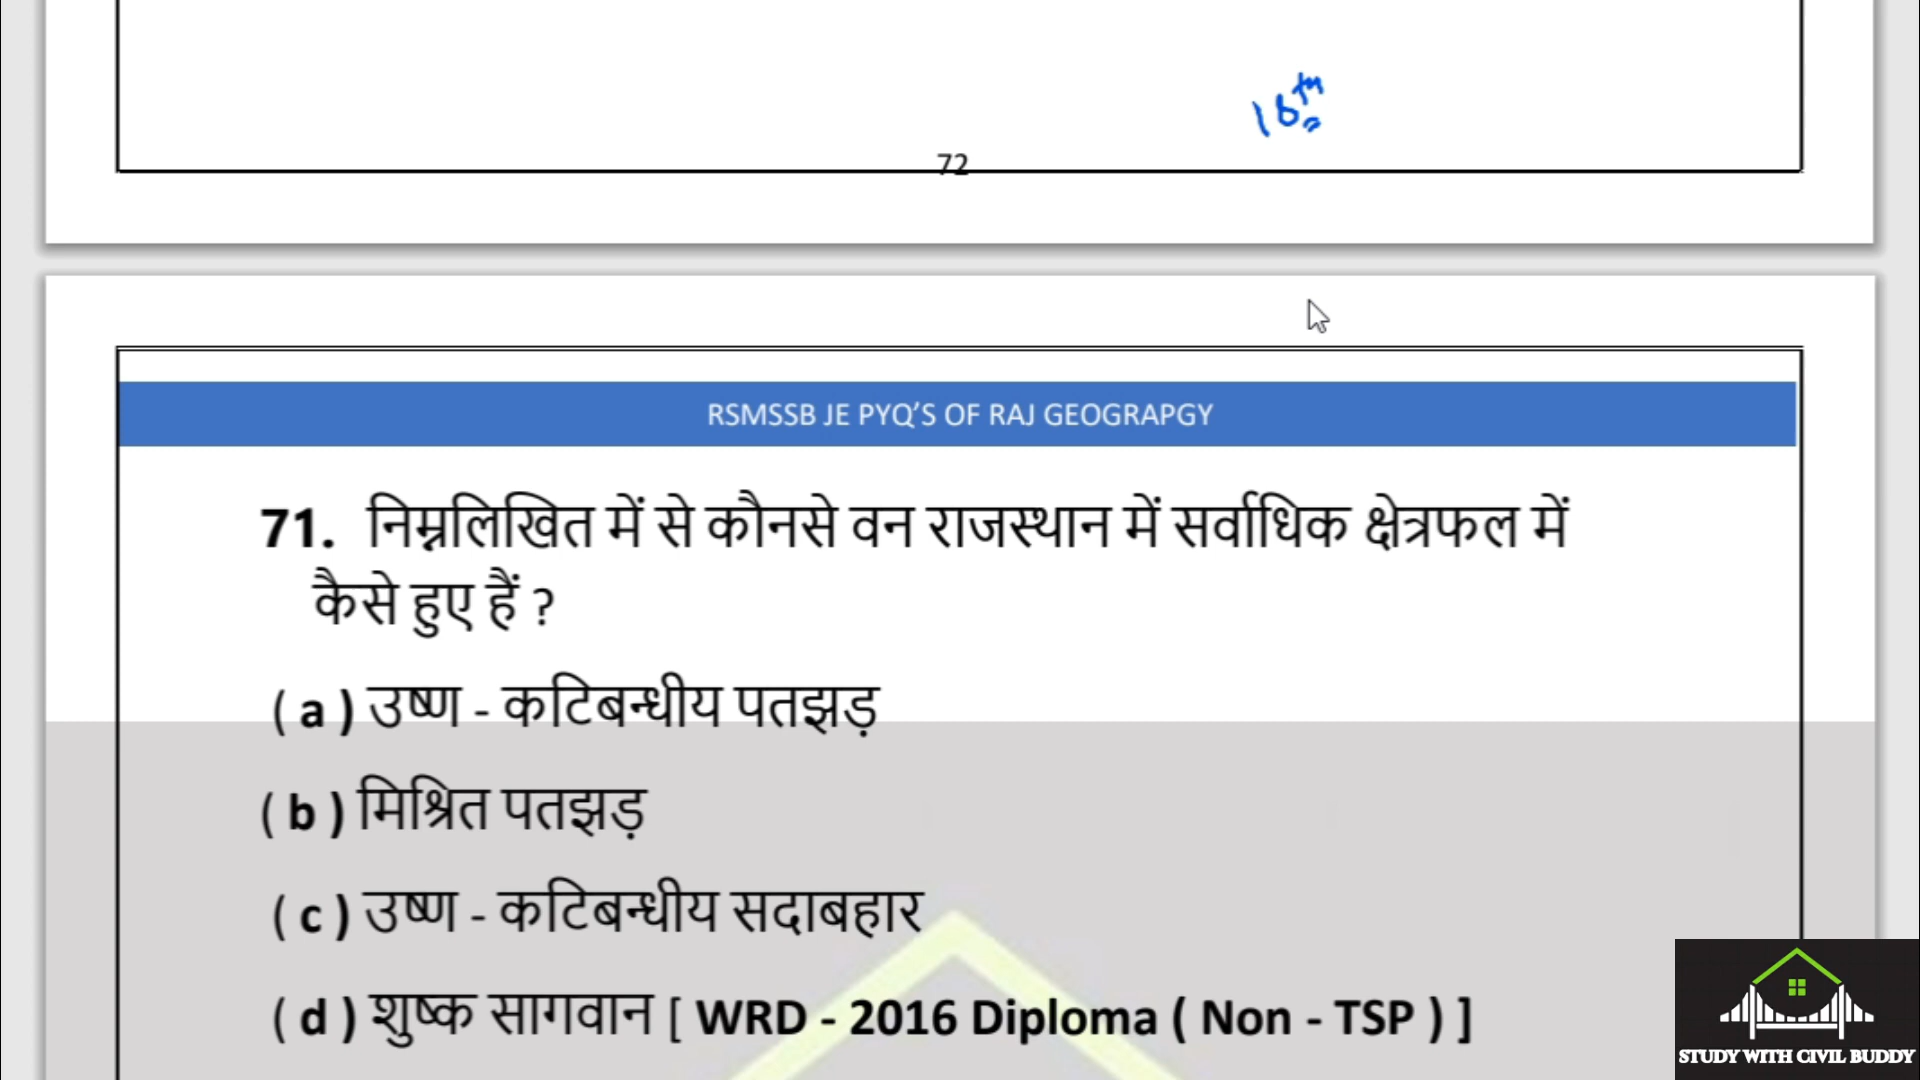 18th
72
RSMSSB JE PYQ'S OF RAJ GEOGRAPGY
71. निम्नलिखित में से कौनसे वन राजस्थान में सर्वाधिक क्षेत्रफल में
कैसे हुए हैं ?
( a ) उष्ण - कटिबन्धीय पतझड़
( b ) मिश्रित पतझड़
( c ) उष्ण - कटिबन्धीय सदाबहार
( d ) शुष्क सागवान [ WRD - 2016 Diploma ( Non - TSP ) ]
STUDY WITH CIVIL BUDDY